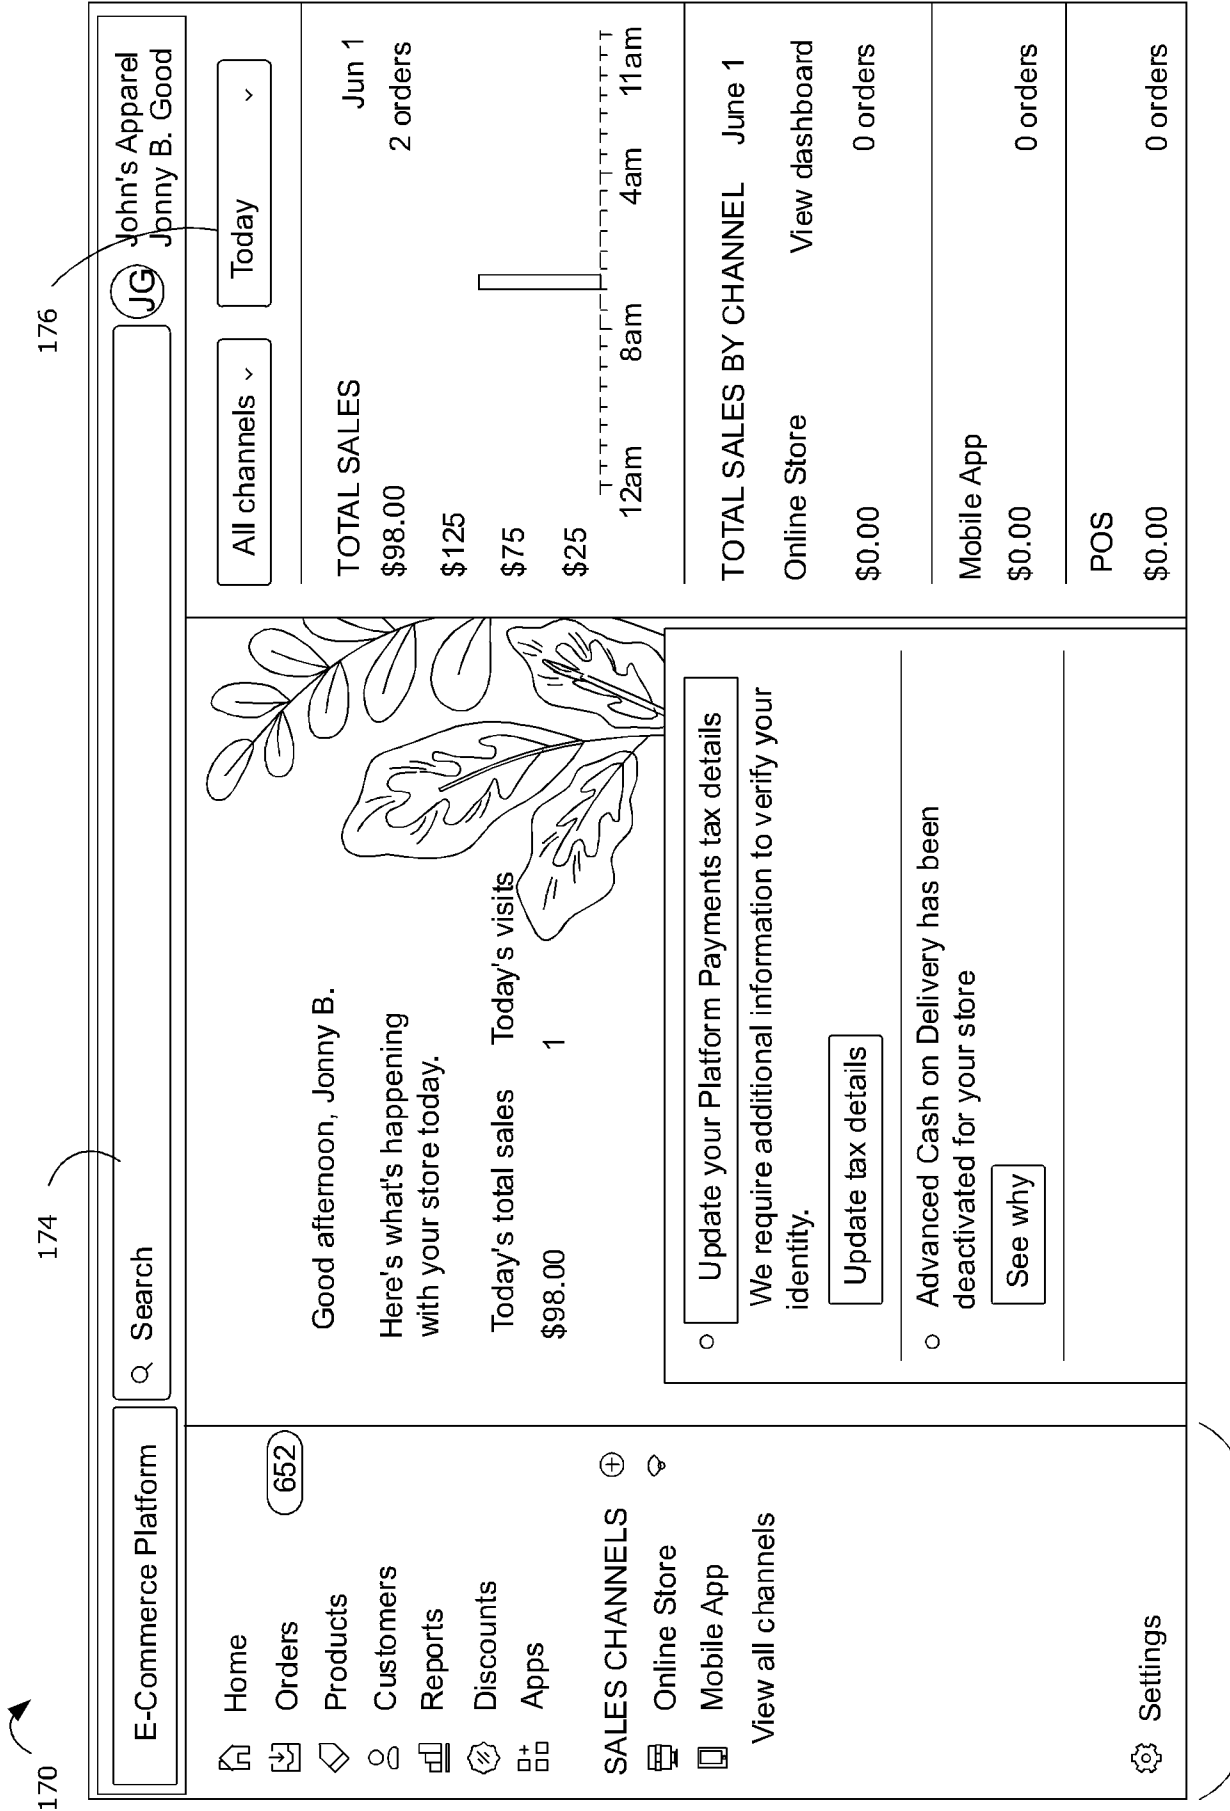 170
174
176
E-Commerce Platform
Search
JG
John's Apparel
Jonny B. Good
Home
Orders
652
Products
Customers
Reports
Discounts
Apps
SALES CHANNELS
Online Store
Mobile App
View all channels
Settings
Good afternoon, Jonny B.
Here's what's happening
with your store today.
Today's total sales Today's visits
$98.00 1
Update your Platform Payments tax details
We require additional information to verify your
identity.
Update tax details
Advanced Cash on Delivery has been
deactivated for your store
See why
All channels
Today
TOTAL SALES Jun 1
$98.00 2 orders
$125
$75
$25
12am 8am 4am 11am
TOTAL SALES BY CHANNEL June 1
Online Store View dashboard
$0.00 0 orders
Mobile App
$0.00 0 orders
POS
$0.00 0 orders